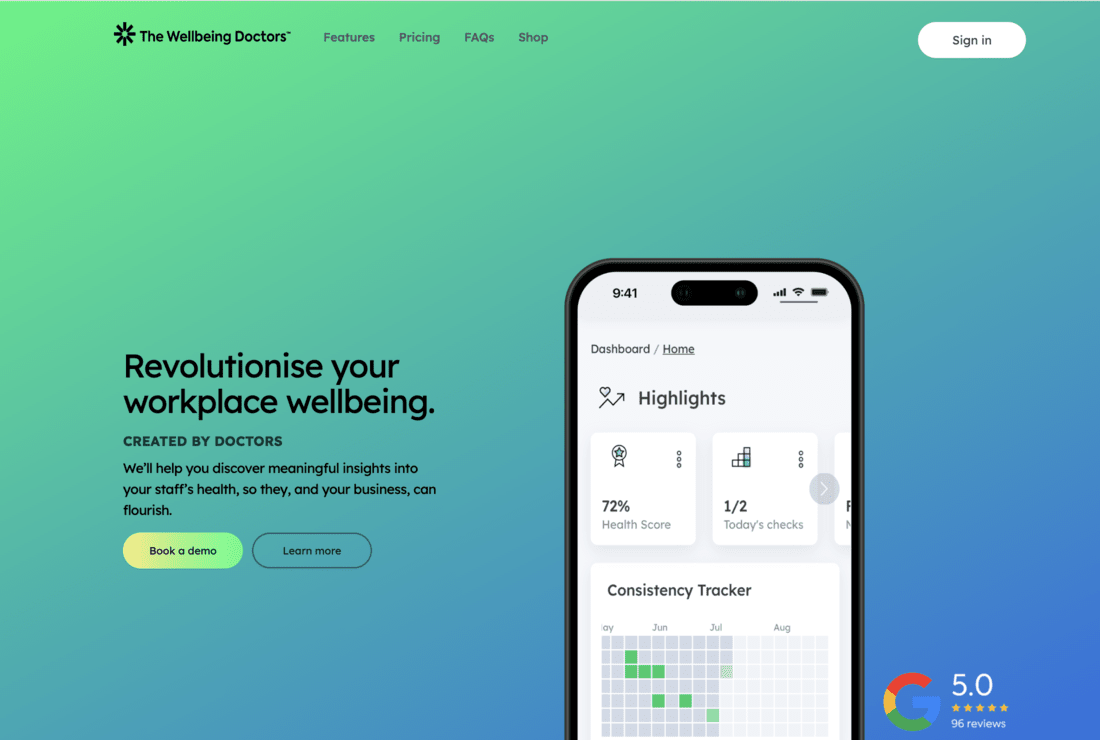 The Wellbeing Doctors™
Features
Pricing
FAQs
Shop
Sign in
Revolutionise your
workplace wellbeing.
CREATED BY DOCTORS
We'll help you discover meaningful insights into
your staff's health, so they, and your business, can
flourish.
Book a demo
Learn more
9:41
Dashboard / Home
Highlights
72%
Health Score
1/2
Today's checks
Consistency Tracker
Jun
Jul
Aug
5.0
96 reviews